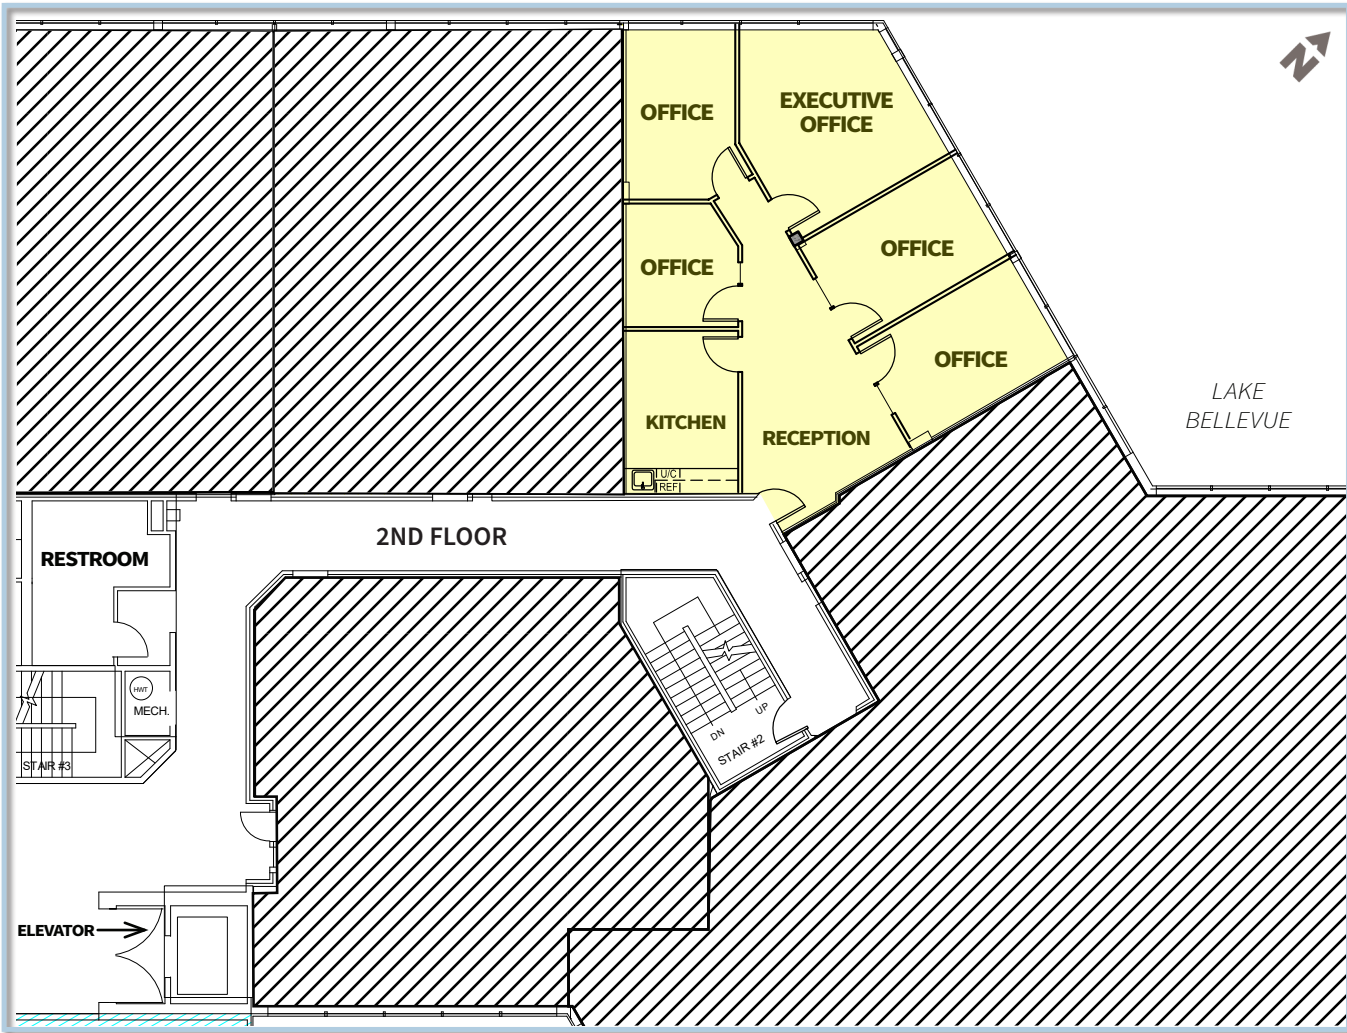 N
OFFICE
EXECUTIVE
OFFICE
OFFICE
OFFICE
OFFICE
LAKE
BELLEVUE
KITCHEN
RECEPTION
U/C
REF
2ND FLOOR
RESTROOM
HWT
MECH.
UP
DN
STAIR #2
STAIR #3
ELEVATOR